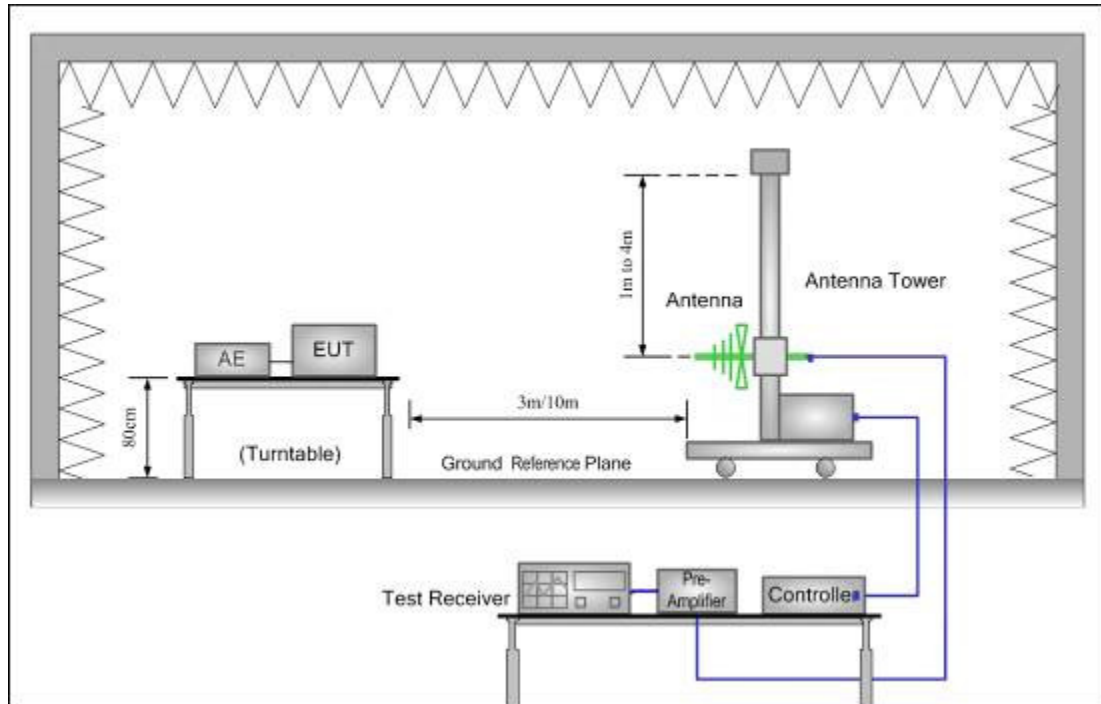 1m to 4m
Antenna
Antenna Tower
AE
EUT
80cm
3m/10m
(Turntable)
Ground Reference Plane
Test Receiver
Pre-
Amplifier
Controlle